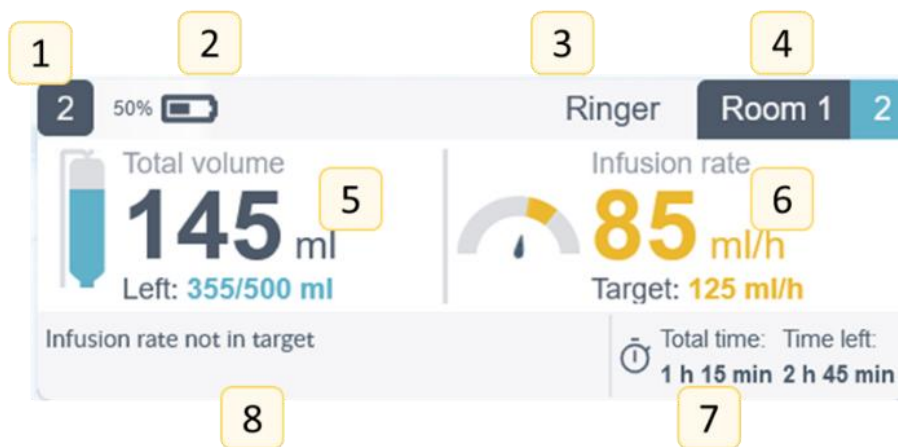 1
2
3
4
2
50%
Ringer
Room 1
2
Total volume
145 ml
5
Left: 355/500 ml
Infusion rate
85 ml/h
6
Target: 125 ml/h
Infusion rate not in target
Total time: Time left:
1 h 15 min 2 h 45 min
8
7